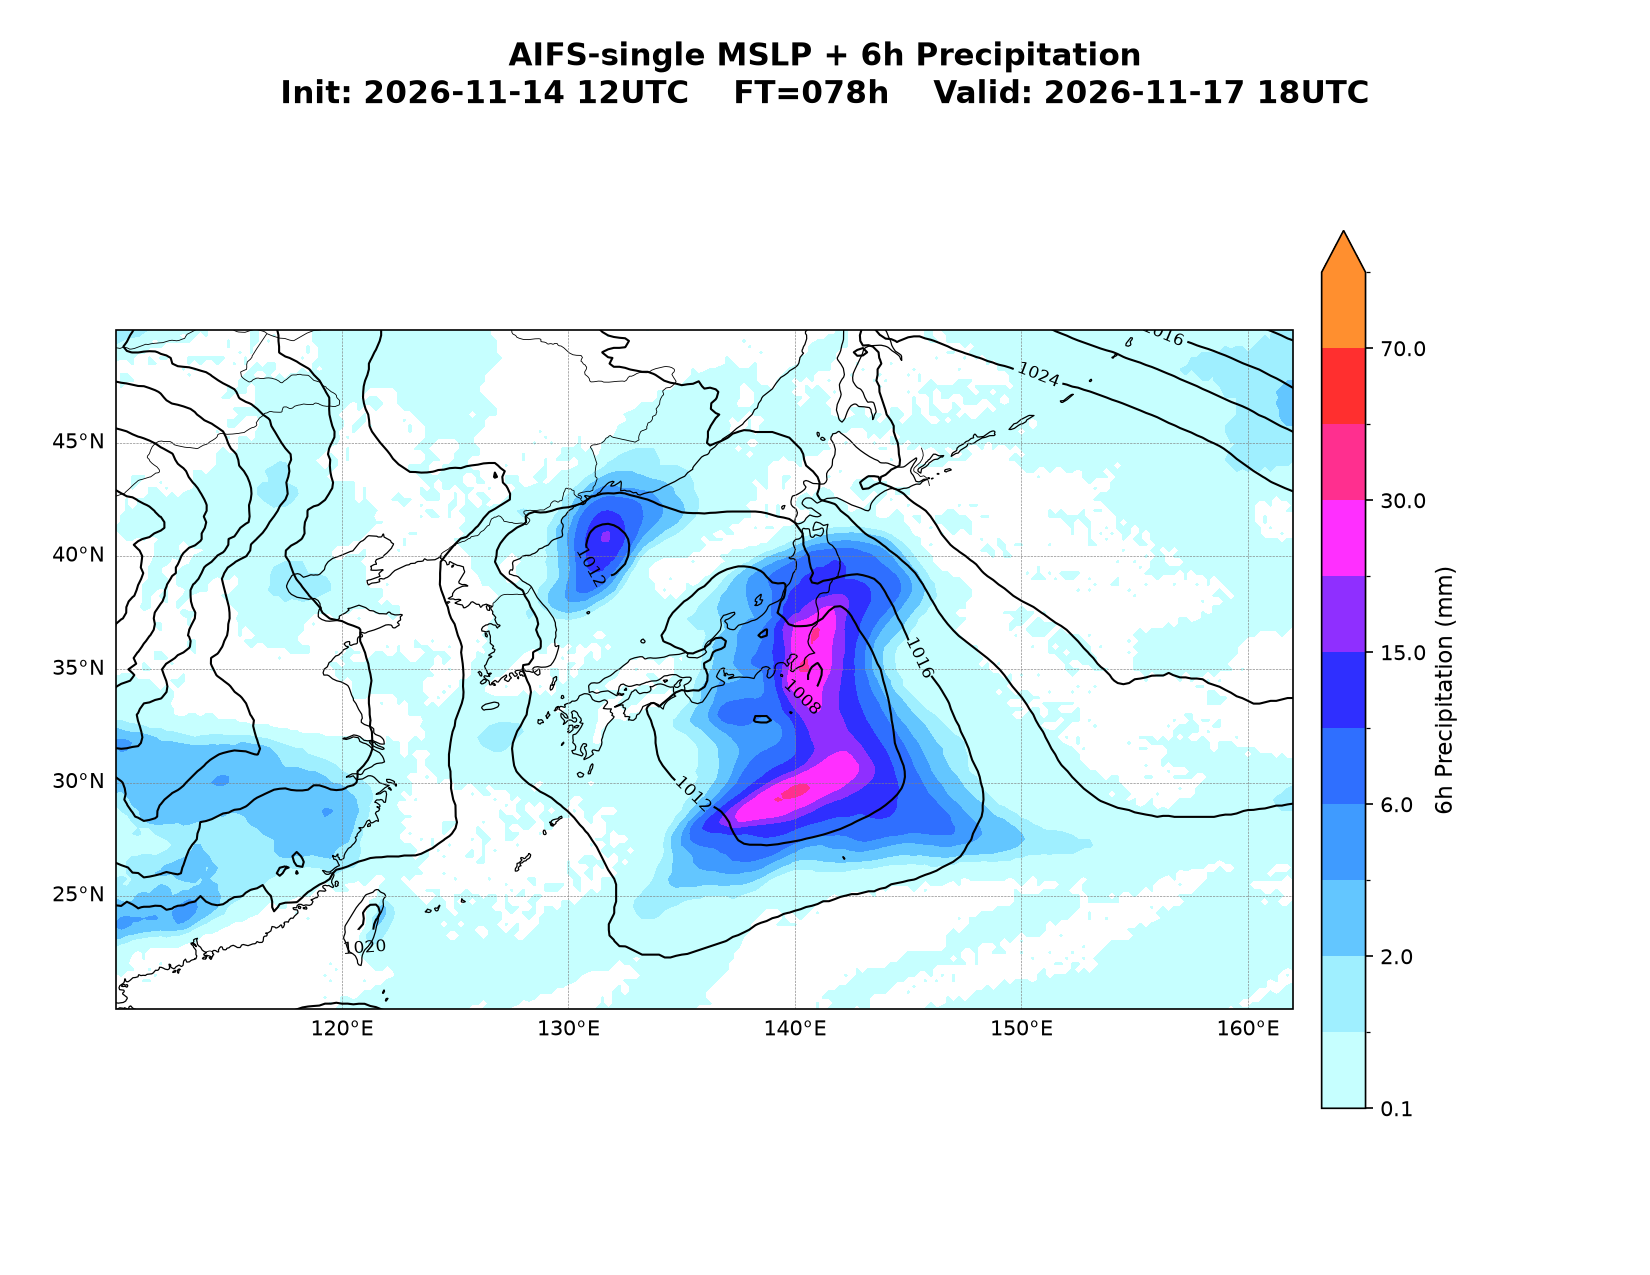 AIFS-single MSLP + 6h Precipitation
Init: 2026-11-14 12UTC    FT=078h    Valid: 2026-11-17 18UTC
1016
1024
70.0
45°N
30.0
40°N
1012
35°N
1016
15.0
1008
30°N
1012
6.0
25°N
1020
2.0
0.1
120°E
130°E
140°E
150°E
160°E
6h Precipitation (mm)